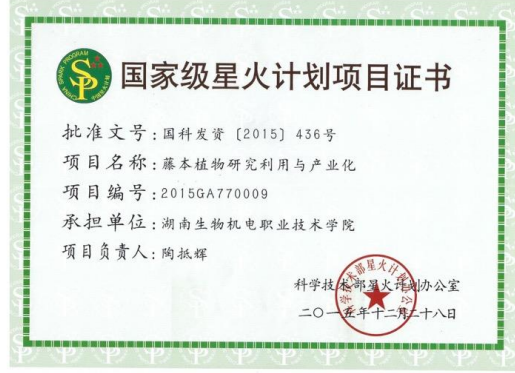 国家级星火计划项目证书
批准文号:国科发资〔2015〕436号
项目名称:藤本植物研究利用与产业化
项目编号:2015GA770009
承担单位:湖南生物机电职业技术学院
项目负责人:陶抵辉
科学技术部星火计划办公室
二〇一五年十二月二十八日
CHINA SPARK PROGRAM